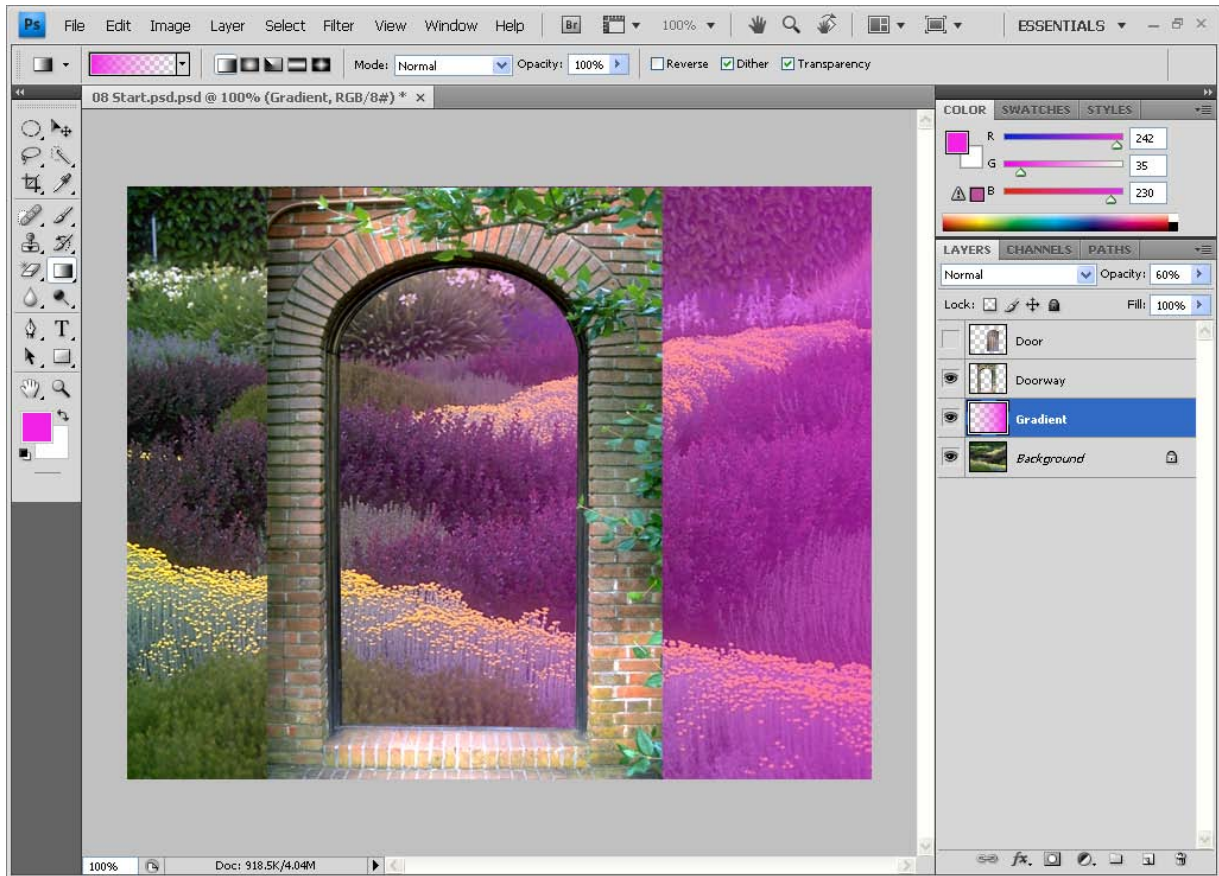 Ps File Edit Image Layer Select Filter View Window Help Br 100% ESSENTIALS
Mode: Normal Opacity: 100% Reverse Dither Transparency
08 Start.psd.psd @ 100% (Gradient, RGB/8#) * ×
COLOR SWATCHES STYLES
R 242
G 35
B 230
LAYERS CHANNELS PATHS
Normal Opacity: 60%
Lock: Fill: 100%
Door
Doorway
Gradient
Background
T
100% Doc: 918.5K/4.04M
fx.